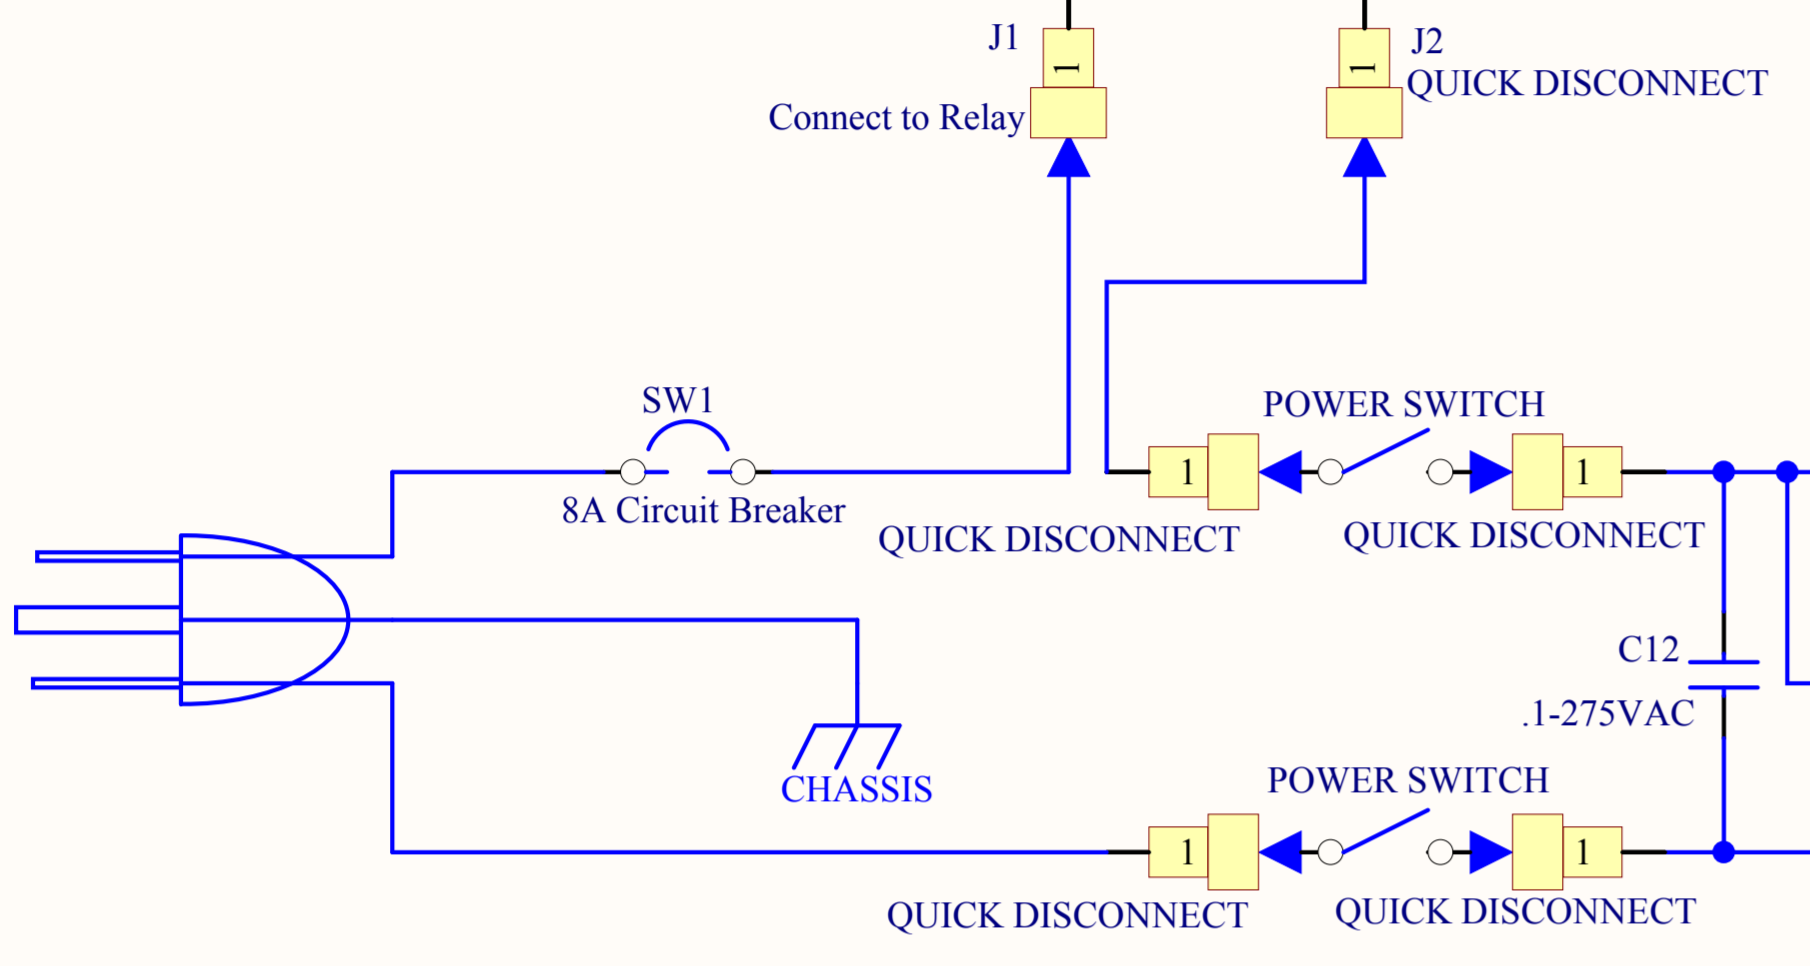 J1
1
Connect to Relay
J2
1
QUICK DISCONNECT
SW1
8A Circuit Breaker
POWER SWITCH
1
1
QUICK DISCONNECT
QUICK DISCONNECT
C12
.1-275VAC
CHASSIS
POWER SWITCH
1
1
QUICK DISCONNECT
QUICK DISCONNECT